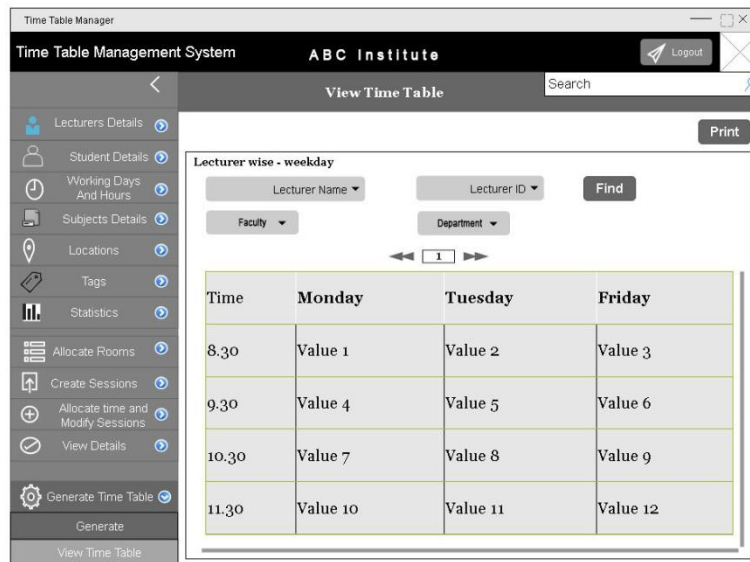 Time Table Manager
Time Table Management System
ABC Institute
Logout
View Time Table
Search
Lecturers Details
Student Details
Working Days
And Hours
Subjects Details
Locations
Tags
Statistics
Allocate Rooms
Create Sessions
Allocate time and
Modify Sessions
View Details
Generate Time Table
Generate
View Time Table
Print
Lecturer wise - weekday
Lecturer Name
Lecturer ID
Find
Faculty
Department
1
Time Monday Tuesday Friday
8.30 Value 1 Value 2 Value 3
9.30 Value 4 Value 5 Value 6
10.30 Value 7 Value 8 Value 9
11.30 Value 10 Value 11 Value 12